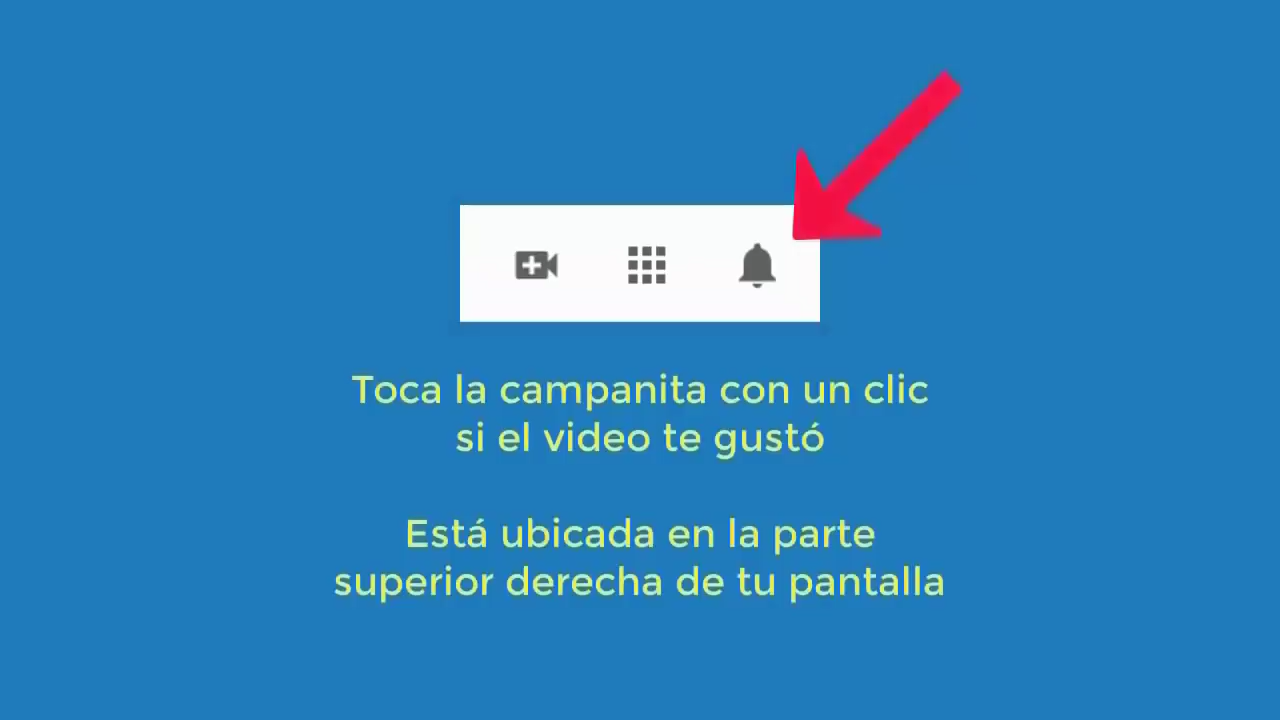 Toca la campanita con un clic
si el video te gustó
Está ubicada en la parte
superior derecha de tu pantalla